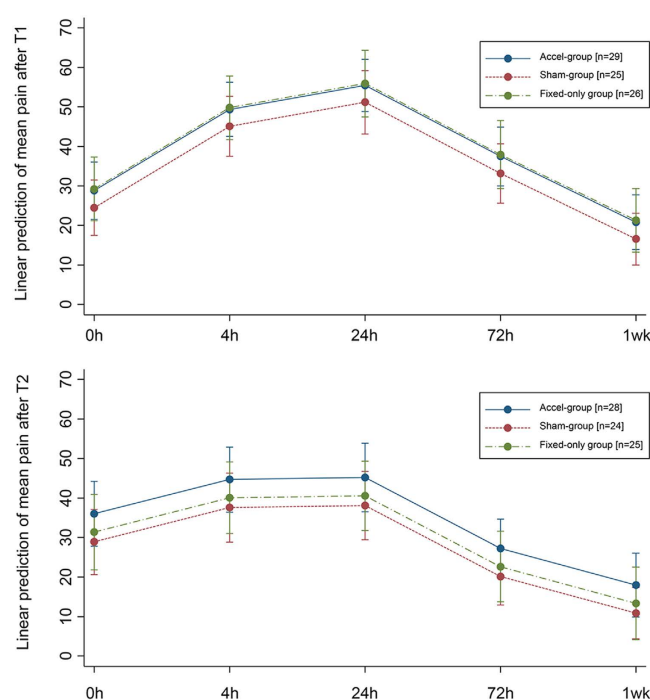 Linear prediction of mean pain after T1
70
60
50
40
30
20
10
0
0h 4h 24h 72h 1wk
Accel-group [n=29]
Sham-group [n=25]
Fixed-only group [n=26]
Linear prediction of mean pain after T2
70
60
50
40
30
20
10
0
0h 4h 24h 72h 1wk
Accel-group [n=28]
Sham-group [n=24]
Fixed-only group [n=25]